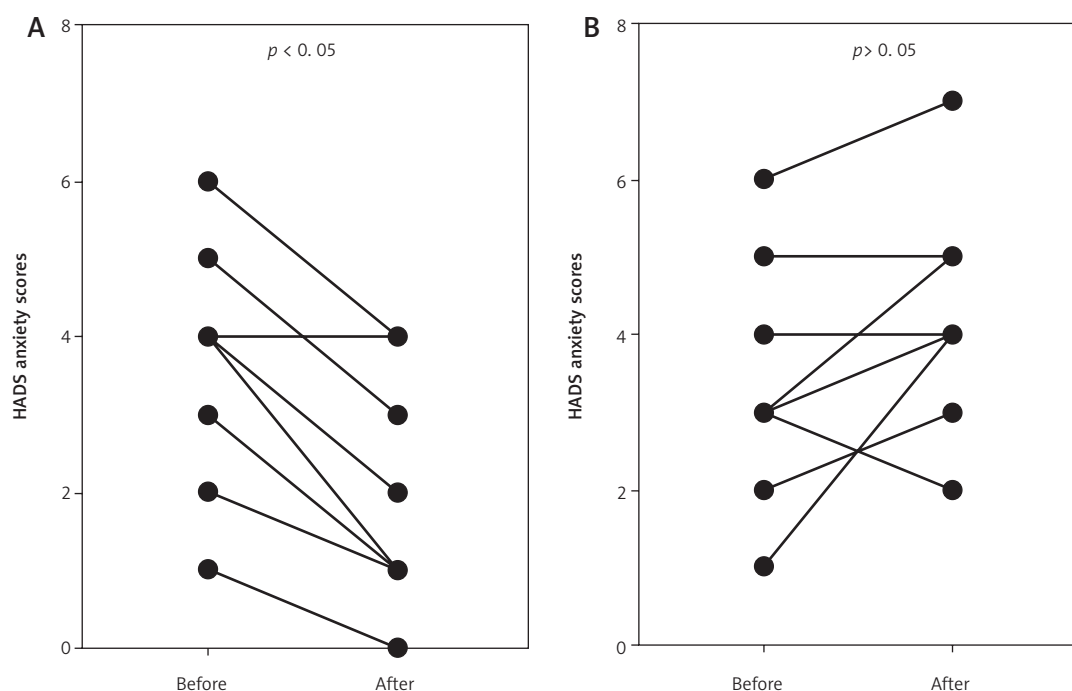 A
p < 0. 05
HADS anxiety scores
8
6
4
2
0
Before After
B
p> 0. 05
HADS anxiety scores
8
6
4
2
0
Before After